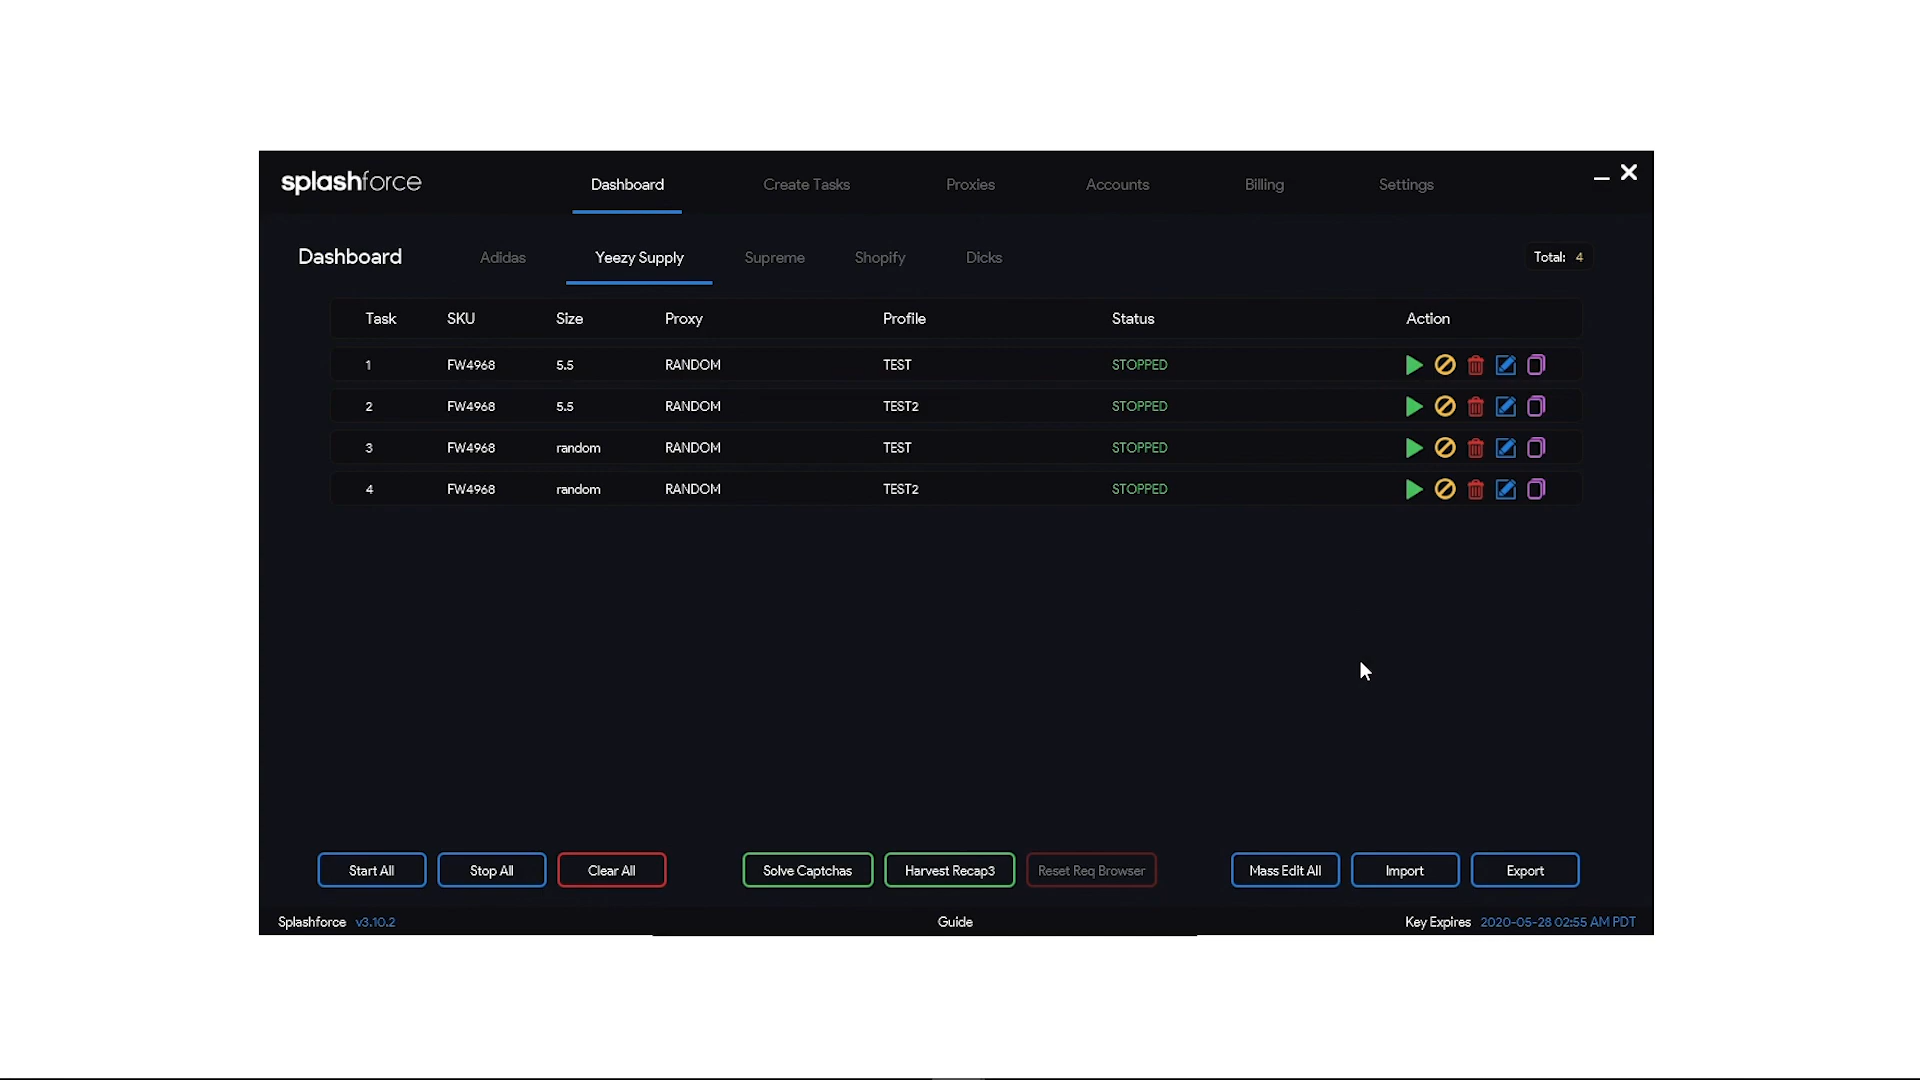 splashforce Dashboard Create Tasks Proxies Accounts Billing Settings
Dashboard Adidas Yeezy Supply Supreme Shopify Dicks Total: 4
Task SKU Size Proxy Profile Status Action
1 FW4968 5.5 RANDOM TEST STOPPED
2 FW4968 5.5 RANDOM TEST2 STOPPED
3 FW4968 random RANDOM TEST STOPPED
4 FW4968 random RANDOM TEST2 STOPPED
Start All Stop All Clear All Solve Captchas Harvest Recap3 Reset Req Browser Mass Edit All Import Export
Splashforce v3.10.2 Guide Key Expires 2020-05-28 02:55 AM PDT